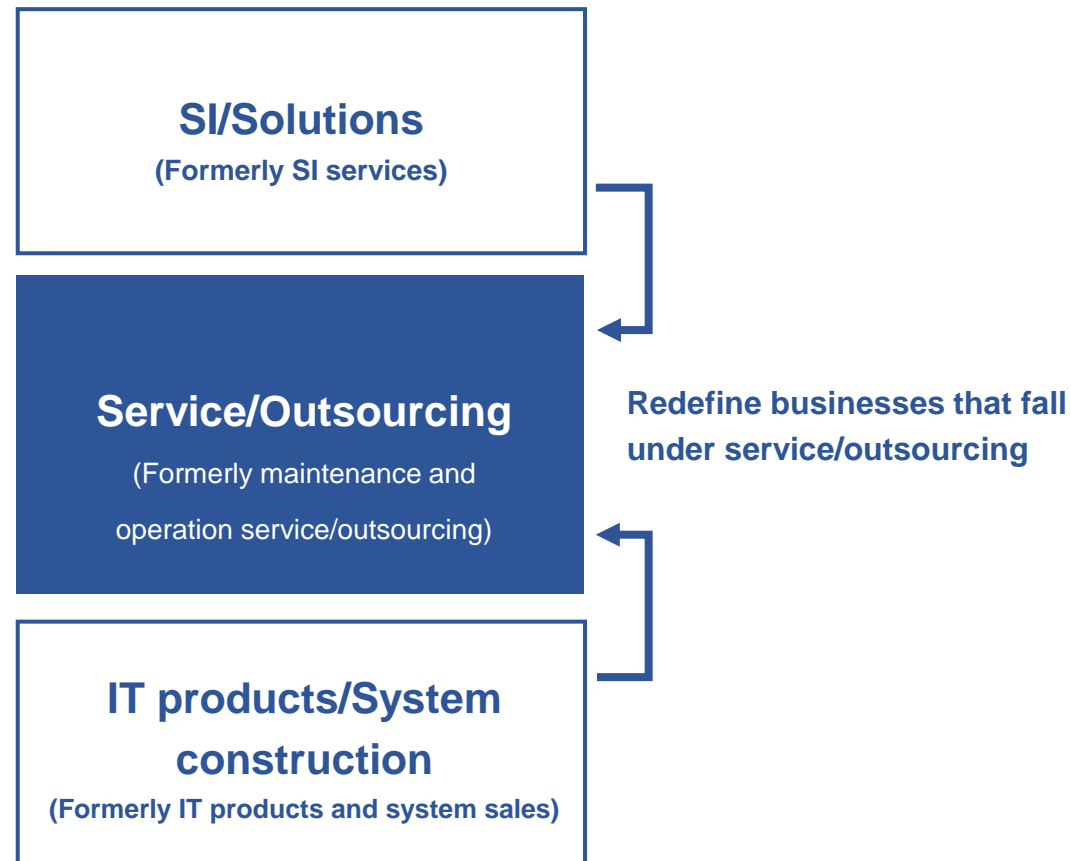 SI/Solutions
(Formerly SI services)
Service/Outsourcing
(Formerly maintenance and
operation service/outsourcing)
Redefine businesses that fall
under service/outsourcing
IT products/System
construction
(Formerly IT products and system sales)